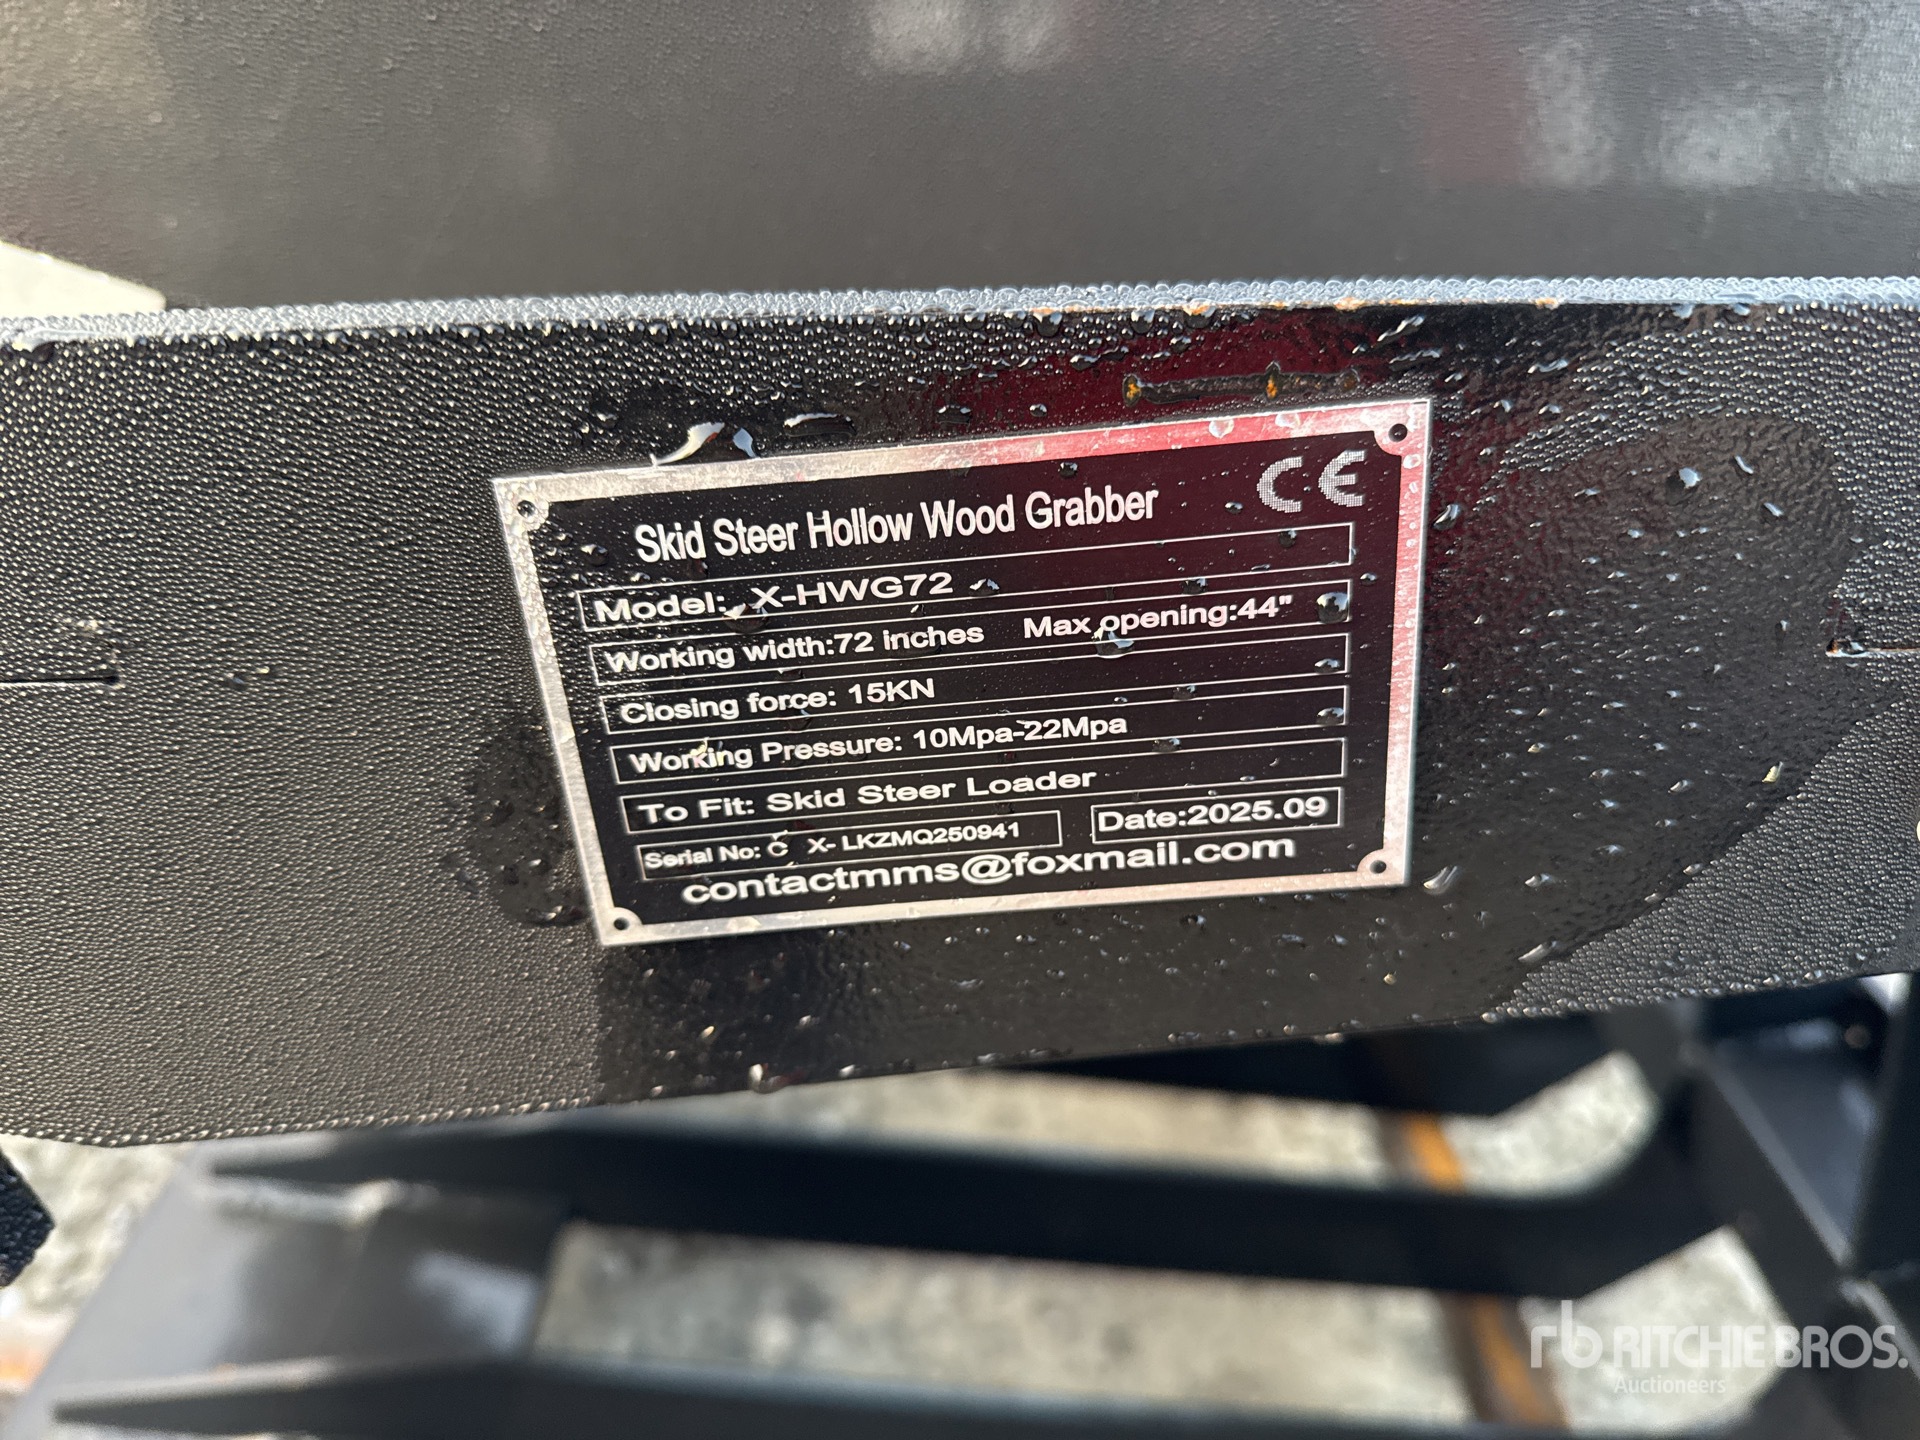 CE
Skid Steer Hollow Wood Grabber
Model: X-HWG72
Working width:72 inches Max opening:44"
Closing force: 15KN
Working Pressure: 10Mpa-22Mpa
To Fit: Skid Steer Loader
Serial No: C X- LKZMQ250941 Date:2025.09
contactmms@foxmail.com
rb RITCHIE BROS.
Auctioneers